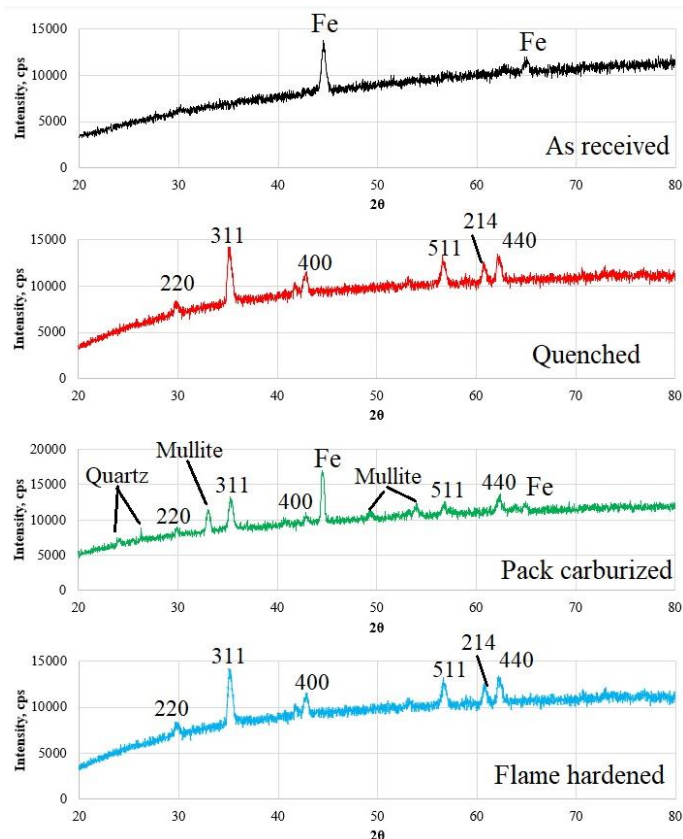 Fe
Fe
15000
10000
5000
0
Intensity, cps
As received
20 30 40 50 60 70 80
2θ
214
311
511
440
400
220
15000
10000
5000
0
Intensity, cps
Quenched
20 30 40 50 60 70 80
2θ
Fe
Mullite
Quartz
311
Mullite
440
Fe
400
511
220
20000
15000
10000
5000
0
Intensity, cps
Pack carburized
20 30 40 50 60 70 80
2θ
214
311
511
440
400
220
15000
10000
5000
0
Intensity, cps
Flame hardened
20 30 40 50 60 70 80
2θ